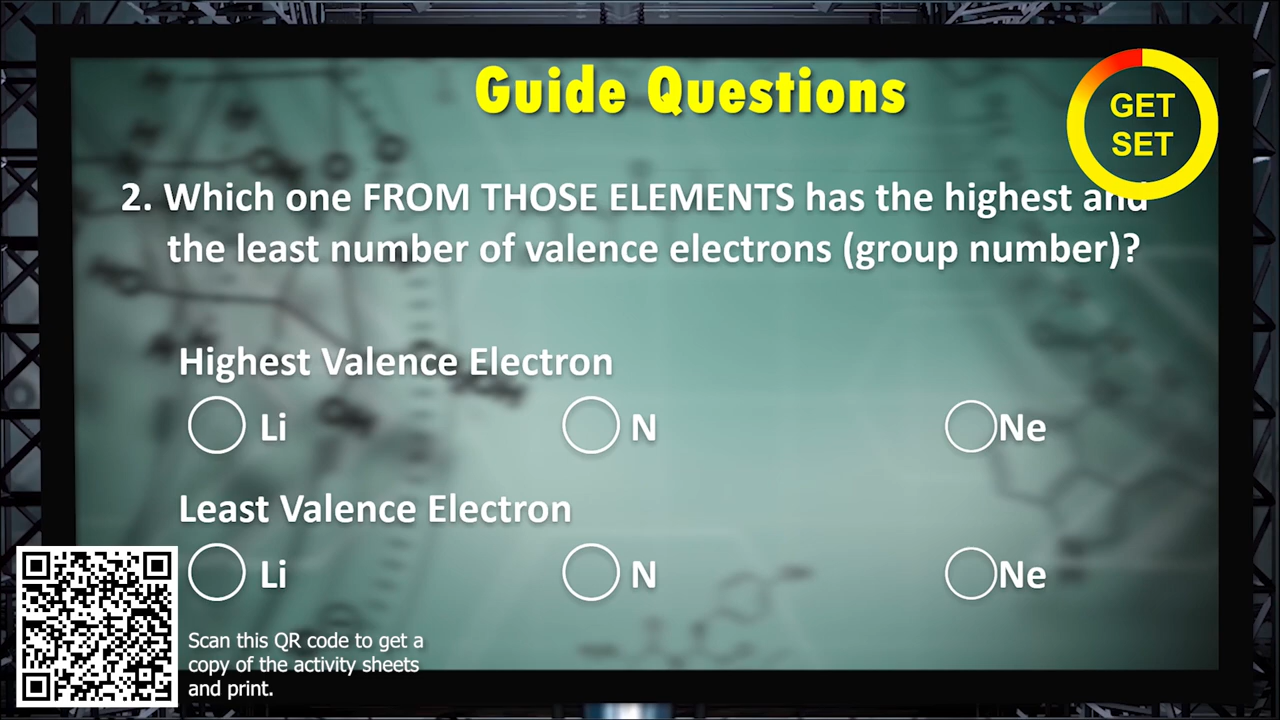 Guide Questions
GET
SET
2. Which one FROM THOSE ELEMENTS has the highest and
the least number of valence electrons (group number)?
Highest Valence Electron
Li N Ne
Least Valence Electron
Li N Ne
Scan this QR code to get a
copy of the activity sheets
and print.